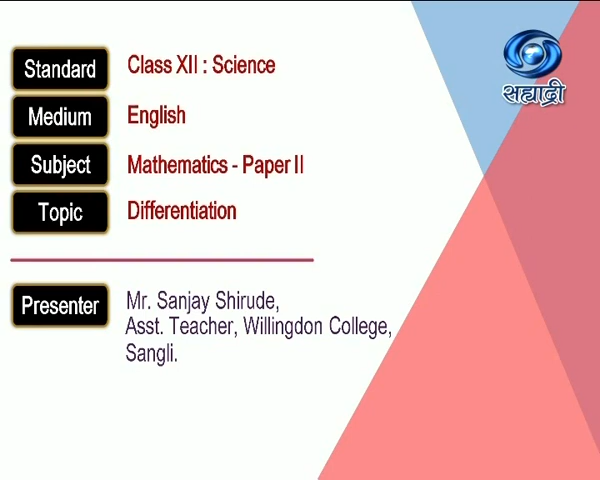 सह्याद्री
Standard Class XII : Science
Medium English
Subject Mathematics - Paper II
Topic Differentiation
Presenter Mr. Sanjay Shirude,
Asst. Teacher, Willingdon College,
Sangli.